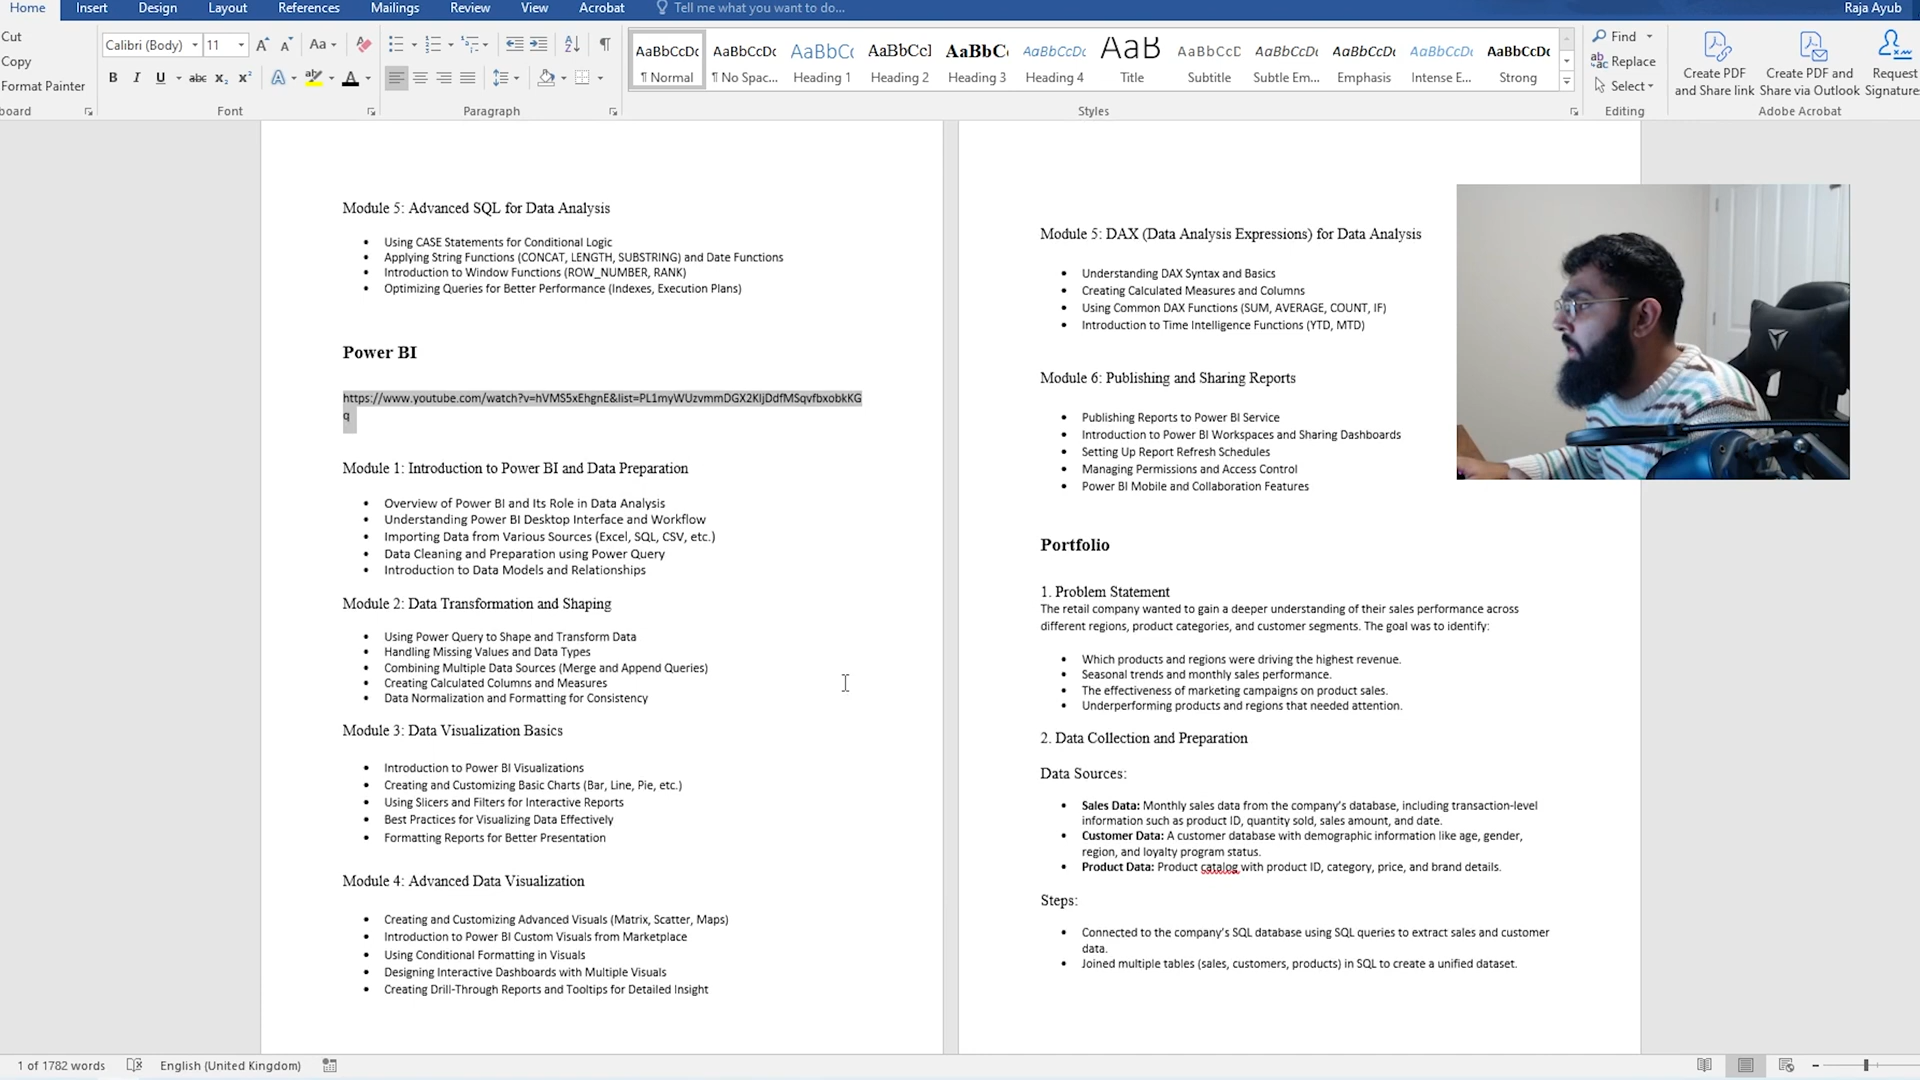 Home Insert Design Layout References Mailings Review View Acrobat Tell me what you want to do... Raja Ayub
Cut
Copy
Format Painter
board
Calibri (Body) 11
Aa
B I U abc X₂ X²
A ab A
Font
Paragraph
AaBbCcDc AaBbCcDc AaBbCc AaBbCcI AaBbC AaBbCcDc AaB AaBbCcD AaBbCcDc AaBbCcDc AaBbCcDc AaBbCcDc
¶ Normal ¶ No Spac... Heading 1 Heading 2 Heading 3 Heading 4 Title Subtitle Subtle Em... Emphasis Intense E... Strong
Styles
Find
Replace
Select
Editing
Create PDF and Share link
Create PDF and Share via Outlook
Request Signature
Adobe Acrobat
Module 5: Advanced SQL for Data Analysis
• Using CASE Statements for Conditional Logic
• Applying String Functions (CONCAT, LENGTH, SUBSTRING) and Date Functions
• Introduction to Window Functions (ROW_NUMBER, RANK)
• Optimizing Queries for Better Performance (Indexes, Execution Plans)
Power BI
https://www.youtube.com/watch?v=hVMS5xEhgnE&list=PL1myWUzvmmDGX2KljDdfMSqvfbxobkKG
q
Module 1: Introduction to Power BI and Data Preparation
• Overview of Power BI and Its Role in Data Analysis
• Understanding Power BI Desktop Interface and Workflow
• Importing Data from Various Sources (Excel, SQL, CSV, etc.)
• Data Cleaning and Preparation using Power Query
• Introduction to Data Models and Relationships
Module 2: Data Transformation and Shaping
• Using Power Query to Shape and Transform Data
• Handling Missing Values and Data Types
• Combining Multiple Data Sources (Merge and Append Queries)
• Creating Calculated Columns and Measures
• Data Normalization and Formatting for Consistency
Module 3: Data Visualization Basics
• Introduction to Power BI Visualizations
• Creating and Customizing Basic Charts (Bar, Line, Pie, etc.)
• Using Slicers and Filters for Interactive Reports
• Best Practices for Visualizing Data Effectively
• Formatting Reports for Better Presentation
Module 4: Advanced Data Visualization
• Creating and Customizing Advanced Visuals (Matrix, Scatter, Maps)
• Introduction to Power BI Custom Visuals from Marketplace
• Using Conditional Formatting in Visuals
• Designing Interactive Dashboards with Multiple Visuals
• Creating Drill-Through Reports and Tooltips for Detailed Insight
Module 5: DAX (Data Analysis Expressions) for Data Analysis
• Understanding DAX Syntax and Basics
• Creating Calculated Measures and Columns
• Using Common DAX Functions (SUM, AVERAGE, COUNT, IF)
• Introduction to Time Intelligence Functions (YTD, MTD)
Module 6: Publishing and Sharing Reports
• Publishing Reports to Power BI Service
• Introduction to Power BI Workspaces and Sharing Dashboards
• Setting Up Report Refresh Schedules
• Managing Permissions and Access Control
• Power BI Mobile and Collaboration Features
Portfolio
1. Problem Statement
The retail company wanted to gain a deeper understanding of their sales performance across
different regions, product categories, and customer segments. The goal was to identify:
• Which products and regions were driving the highest revenue.
• Seasonal trends and monthly sales performance.
• The effectiveness of marketing campaigns on product sales.
• Underperforming products and regions that needed attention.
2. Data Collection and Preparation
Data Sources:
• Sales Data: Monthly sales data from the company's database, including transaction-level
information such as product ID, quantity sold, sales amount, and date.
• Customer Data: A customer database with demographic information like age, gender,
region, and loyalty program status.
• Product Data: Product catalog with product ID, category, price, and brand details.
Steps:
• Connected to the company's SQL database using SQL queries to extract sales and customer
data.
• Joined multiple tables (sales, customers, products) in SQL to create a unified dataset.
1 of 1782 words English (United Kingdom)